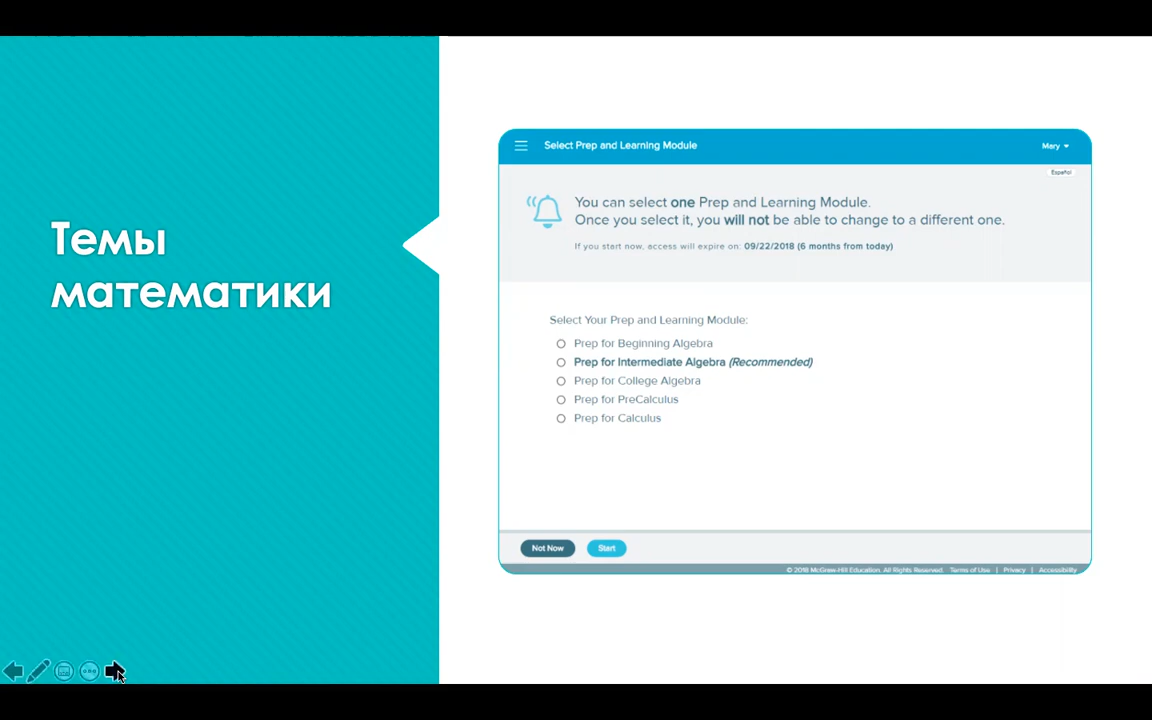 Темы
математики
Select Prep and Learning Module
Mary
Español
You can select one Prep and Learning Module.
Once you select it, you will not be able to change to a different one.
If you start now, access will expire on: 09/22/2018 (6 months from today)
Select Your Prep and Learning Module:
Prep for Beginning Algebra
Prep for Intermediate Algebra (Recommended)
Prep for College Algebra
Prep for PreCalculus
Prep for Calculus
Not Now
Start
© 2018 McGraw-Hill Education. All Rights Reserved. Terms of Use | Privacy | Accessibility